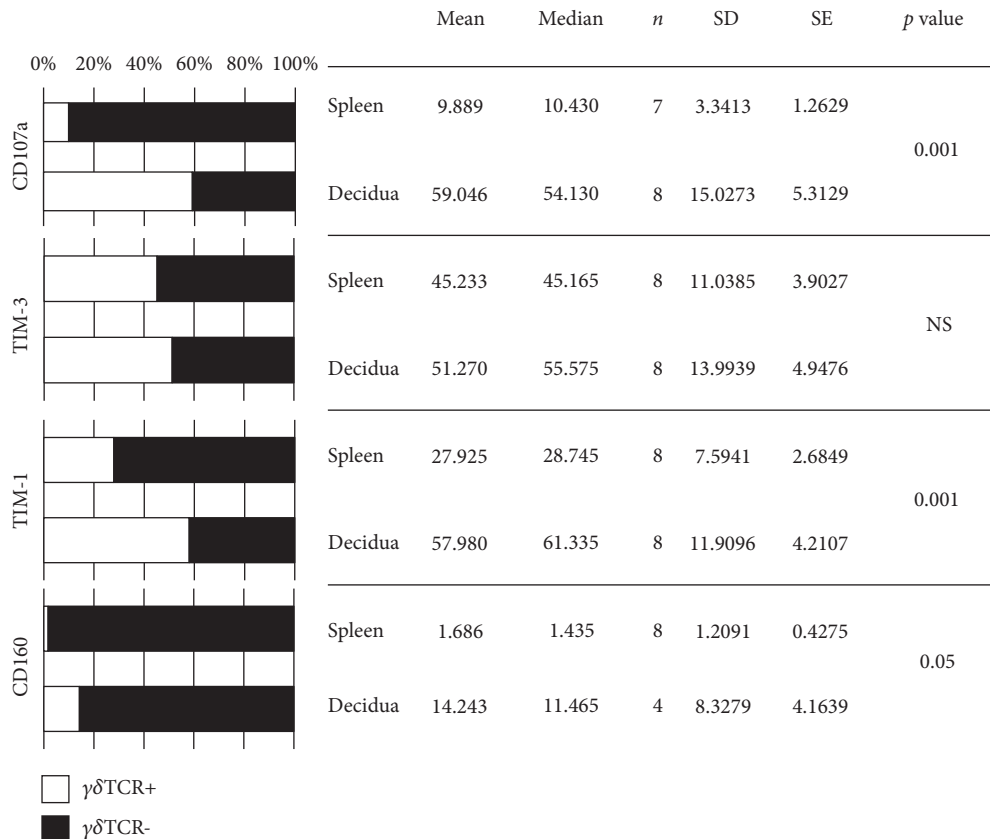 Mean Median n SD SE p value
0% 20% 40% 60% 80% 100%
CD107a
Spleen 9.889 10.430 7 3.3413 1.2629
0.001
Decidua 59.046 54.130 8 15.0273 5.3129
TIM-3
Spleen 45.233 45.165 8 11.0385 3.9027
NS
Decidua 51.270 55.575 8 13.9939 4.9476
TIM-1
Spleen 27.925 28.745 8 7.5941 2.6849
0.001
Decidua 57.980 61.335 8 11.9096 4.2107
CD160
Spleen 1.686 1.435 8 1.2091 0.4275
0.05
Decidua 14.243 11.465 4 8.3279 4.1639
γδTCR+
γδTCR-